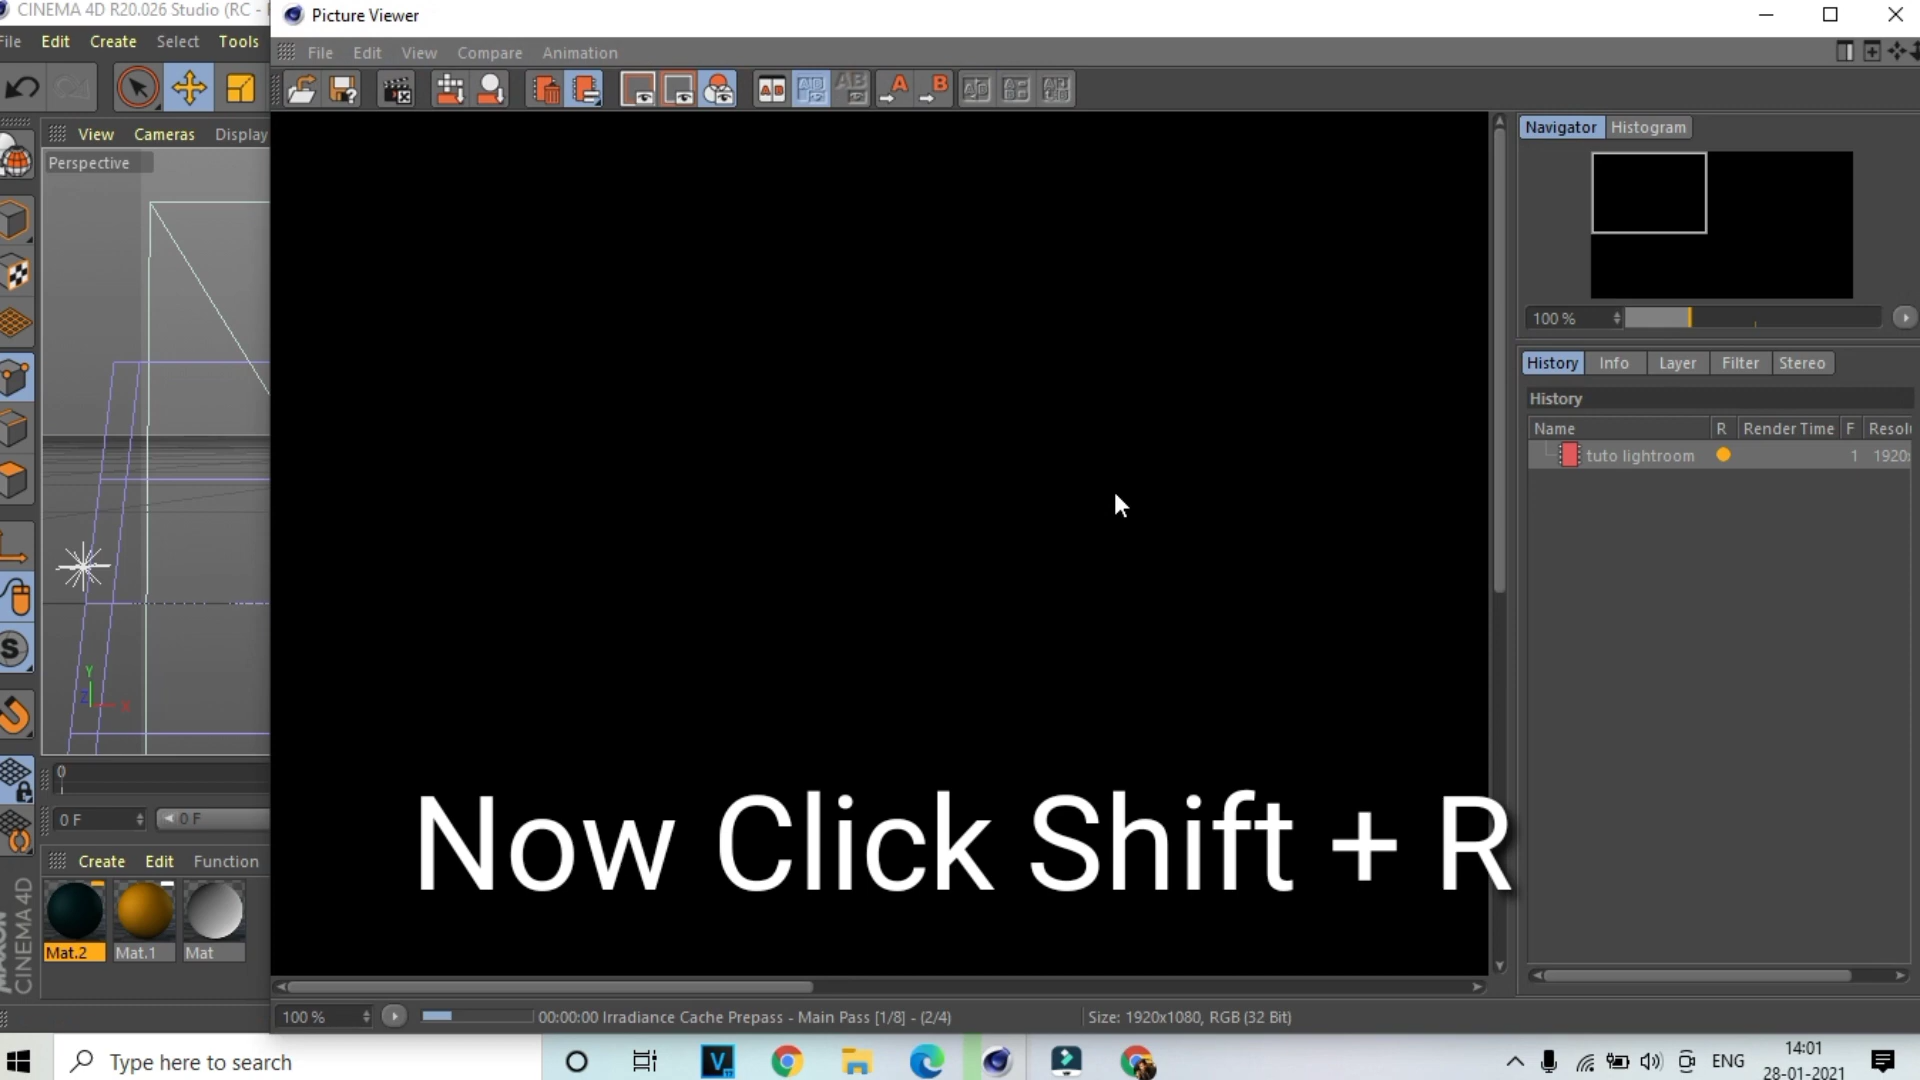 CINEMA 4D R20.026 Studio (RC -
Picture Viewer
File Edit Create Select Tools
File Edit View Compare Animation
View Cameras Display
Perspective
Navigator Histogram
100 %
History Info Layer Filter Stereo
History
Name R Render Time F Resolu
tuto lightroom 1 1920x
Y
Z X
0
0 F 0 F
Now Click Shift + R
Create Edit Function
Mat.2 Mat.1 Mat
MAXON
CINEMA 4D
100 % 00:00:00 Irradiance Cache Prepass - Main Pass [1/8] - (2/4) Size: 1920x1080, RGB (32 Bit)
Type here to search
ENG
14:01
28-01-2021